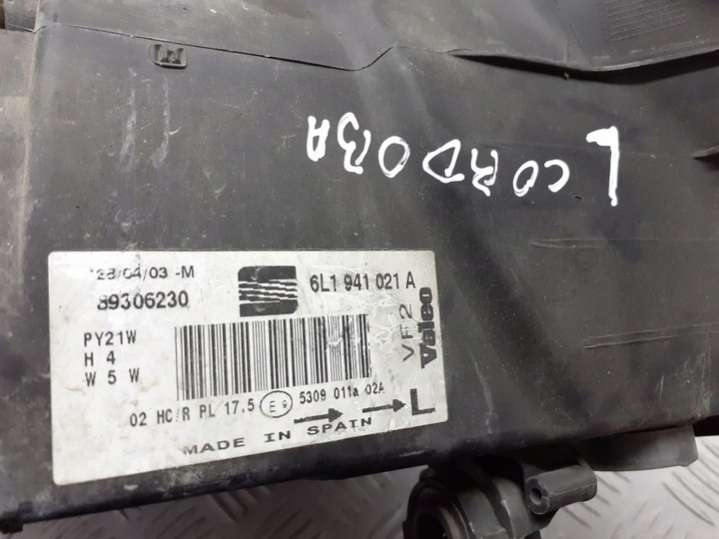 L CORDOBA
28/04/03 -M
89306230
6L1 941 021 A
PY21W
H 4
W 5 W
VF2
Valeo
02 HC/R PL 17.5 E9 5309 011a 02A
L
MADE IN SPAIN